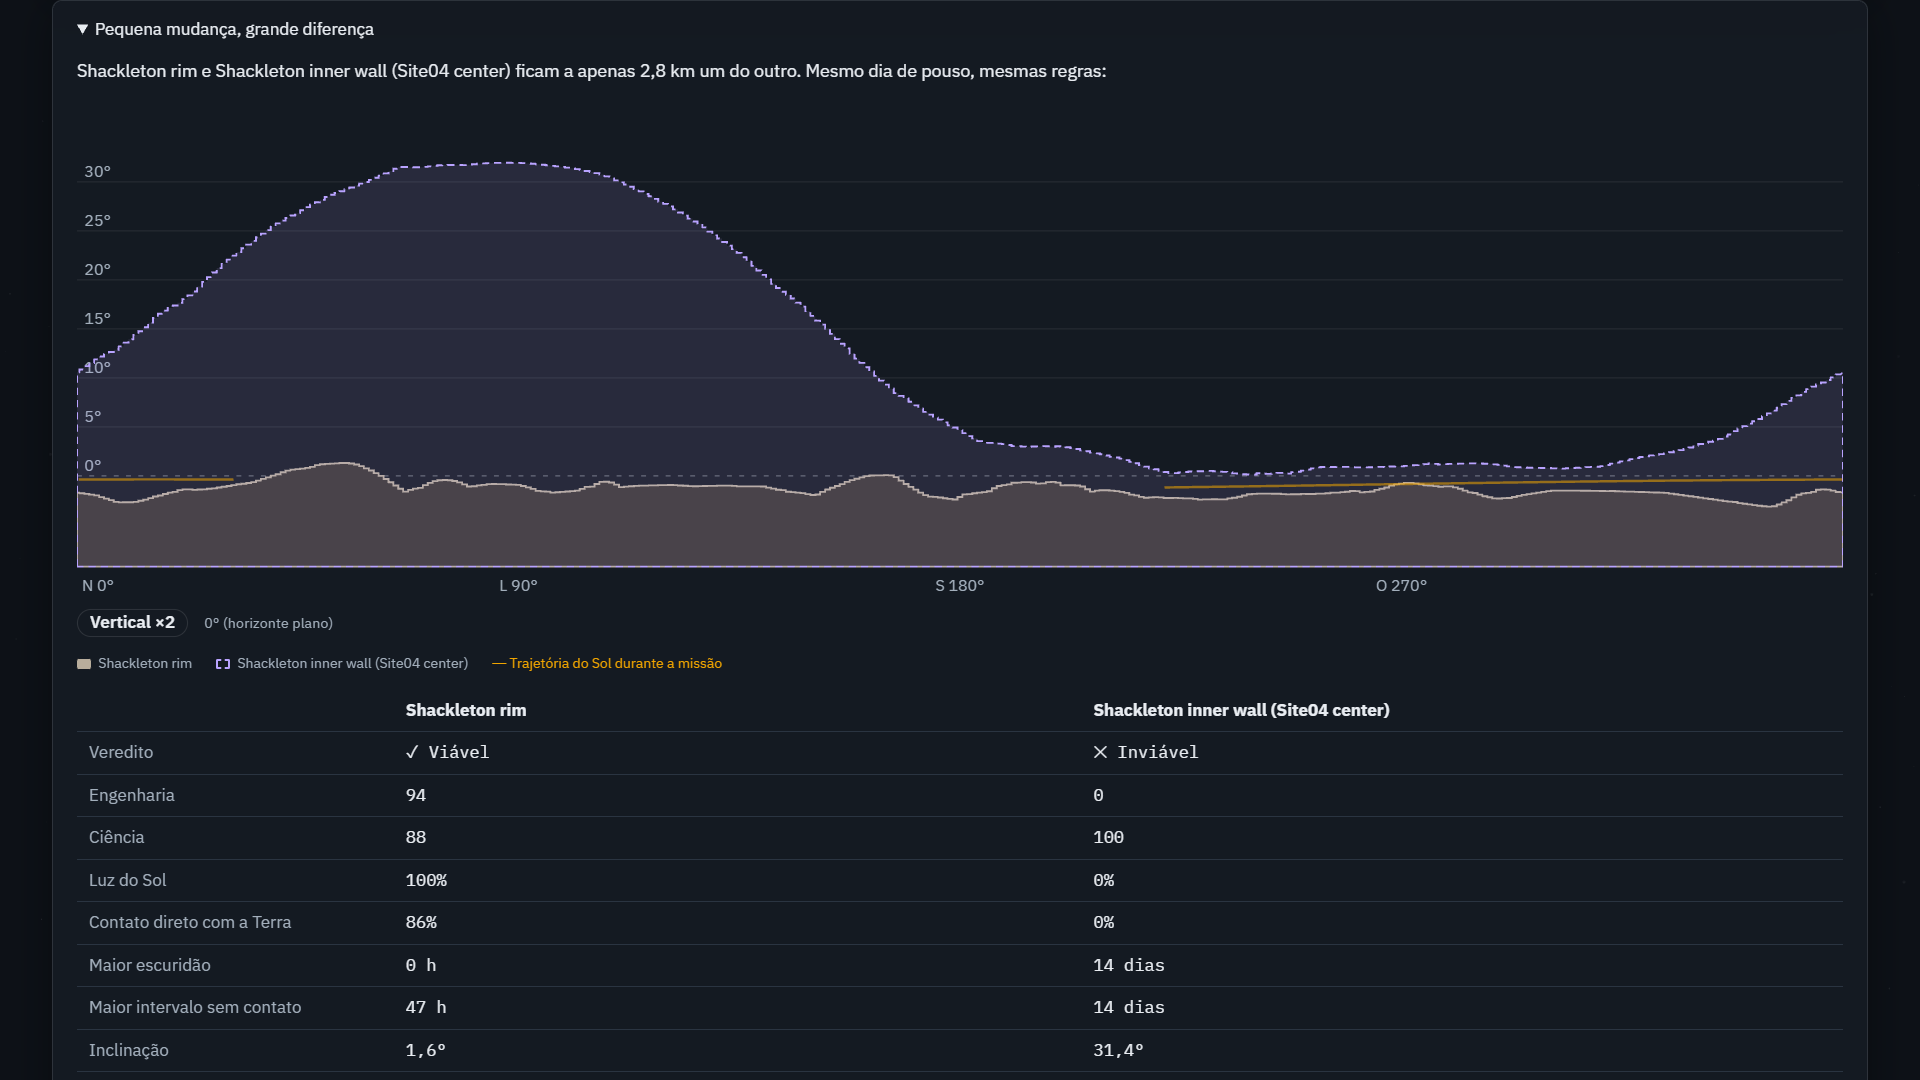 ▼ Pequena mudança, grande diferença
Shackleton rim e Shackleton inner wall (Site04 center) ficam a apenas 2,8 km um do outro. Mesmo dia de pouso, mesmas regras:
30°
25°
20°
15°
10°
5°
0°
N 0° L 90° S 180° O 270°
Vertical ×2 0° (horizonte plano)
Shackleton rim Shackleton inner wall (Site04 center) — Trajetória do Sol durante a missão
Shackleton rim Shackleton inner wall (Site04 center)
Veredito ✓ Viável ✕ Inviável
Engenharia 94 0
Ciência 88 100
Luz do Sol 100% 0%
Contato direto com a Terra 86% 0%
Maior escuridão 0 h 14 dias
Maior intervalo sem contato 47 h 14 dias
Inclinação 1,6° 31,4°